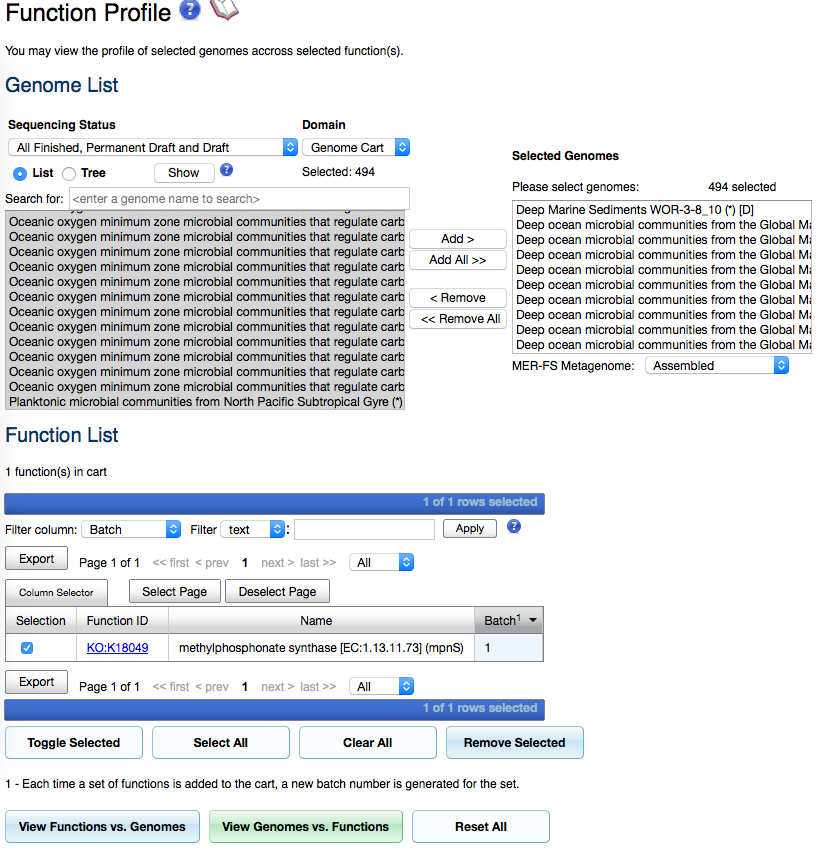 Function Profile ?
You may view the profile of selected genomes accross selected function(s).
Genome List
Sequencing Status
Domain
All Finished, Permanent Draft and Draft
Genome Cart
List Tree Show ?
Selected: 494
Search for: <enter a genome name to search>
Oceanic oxygen minimum zone microbial communities that regulate carb
Oceanic oxygen minimum zone microbial communities that regulate carb
Oceanic oxygen minimum zone microbial communities that regulate carb
Oceanic oxygen minimum zone microbial communities that regulate carb
Oceanic oxygen minimum zone microbial communities that regulate carb
Oceanic oxygen minimum zone microbial communities that regulate carb
Oceanic oxygen minimum zone microbial communities that regulate carb
Oceanic oxygen minimum zone microbial communities that regulate carb
Oceanic oxygen minimum zone microbial communities that regulate carb
Oceanic oxygen minimum zone microbial communities that regulate carb
Oceanic oxygen minimum zone microbial communities that regulate carb
Oceanic oxygen minimum zone microbial communities that regulate carb
Planktonic microbial communities from North Pacific Subtropical Gyre (*)
Add >
Add All >>
< Remove
<< Remove All
Selected Genomes
Please select genomes: 494 selected
Deep Marine Sediments WOR-3-8_10 (*) [D]
Deep ocean microbial communities from the Global Ma
Deep ocean microbial communities from the Global Ma
Deep ocean microbial communities from the Global Ma
Deep ocean microbial communities from the Global Ma
Deep ocean microbial communities from the Global Ma
Deep ocean microbial communities from the Global Ma
Deep ocean microbial communities from the Global Ma
Deep ocean microbial communities from the Global Ma
Deep ocean microbial communities from the Global Ma
MER-FS Metagenome: Assembled
Function List
1 function(s) in cart
1 of 1 rows selected
Filter column: Batch Filter text : Apply ?
Export Page 1 of 1 << first < prev 1 next > last >> All
Column Selector Select Page Deselect Page
Selection Function ID Name Batch1
KO:K18049 methylphosphonate synthase [EC:1.13.11.73] (mpnS) 1
Export Page 1 of 1 << first < prev 1 next > last >> All
1 of 1 rows selected
Toggle Selected Select All Clear All Remove Selected
1 - Each time a set of functions is added to the cart, a new batch number is generated for the set.
View Functions vs. Genomes View Genomes vs. Functions Reset All